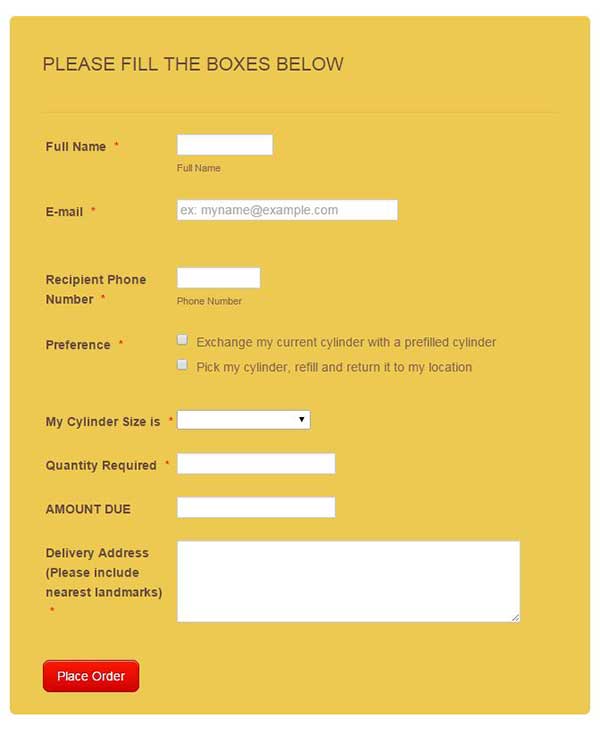 PLEASE FILL THE BOXES BELOW
Full Name *
Full Name
E-mail *
ex: myname@example.com
Recipient Phone
Number *
Phone Number
Preference *
Exchange my current cylinder with a prefilled cylinder
Pick my cylinder, refill and return it to my location
My Cylinder Size is *
Quantity Required *
AMOUNT DUE
Delivery Address
(Please include
nearest landmarks)
*
Place Order